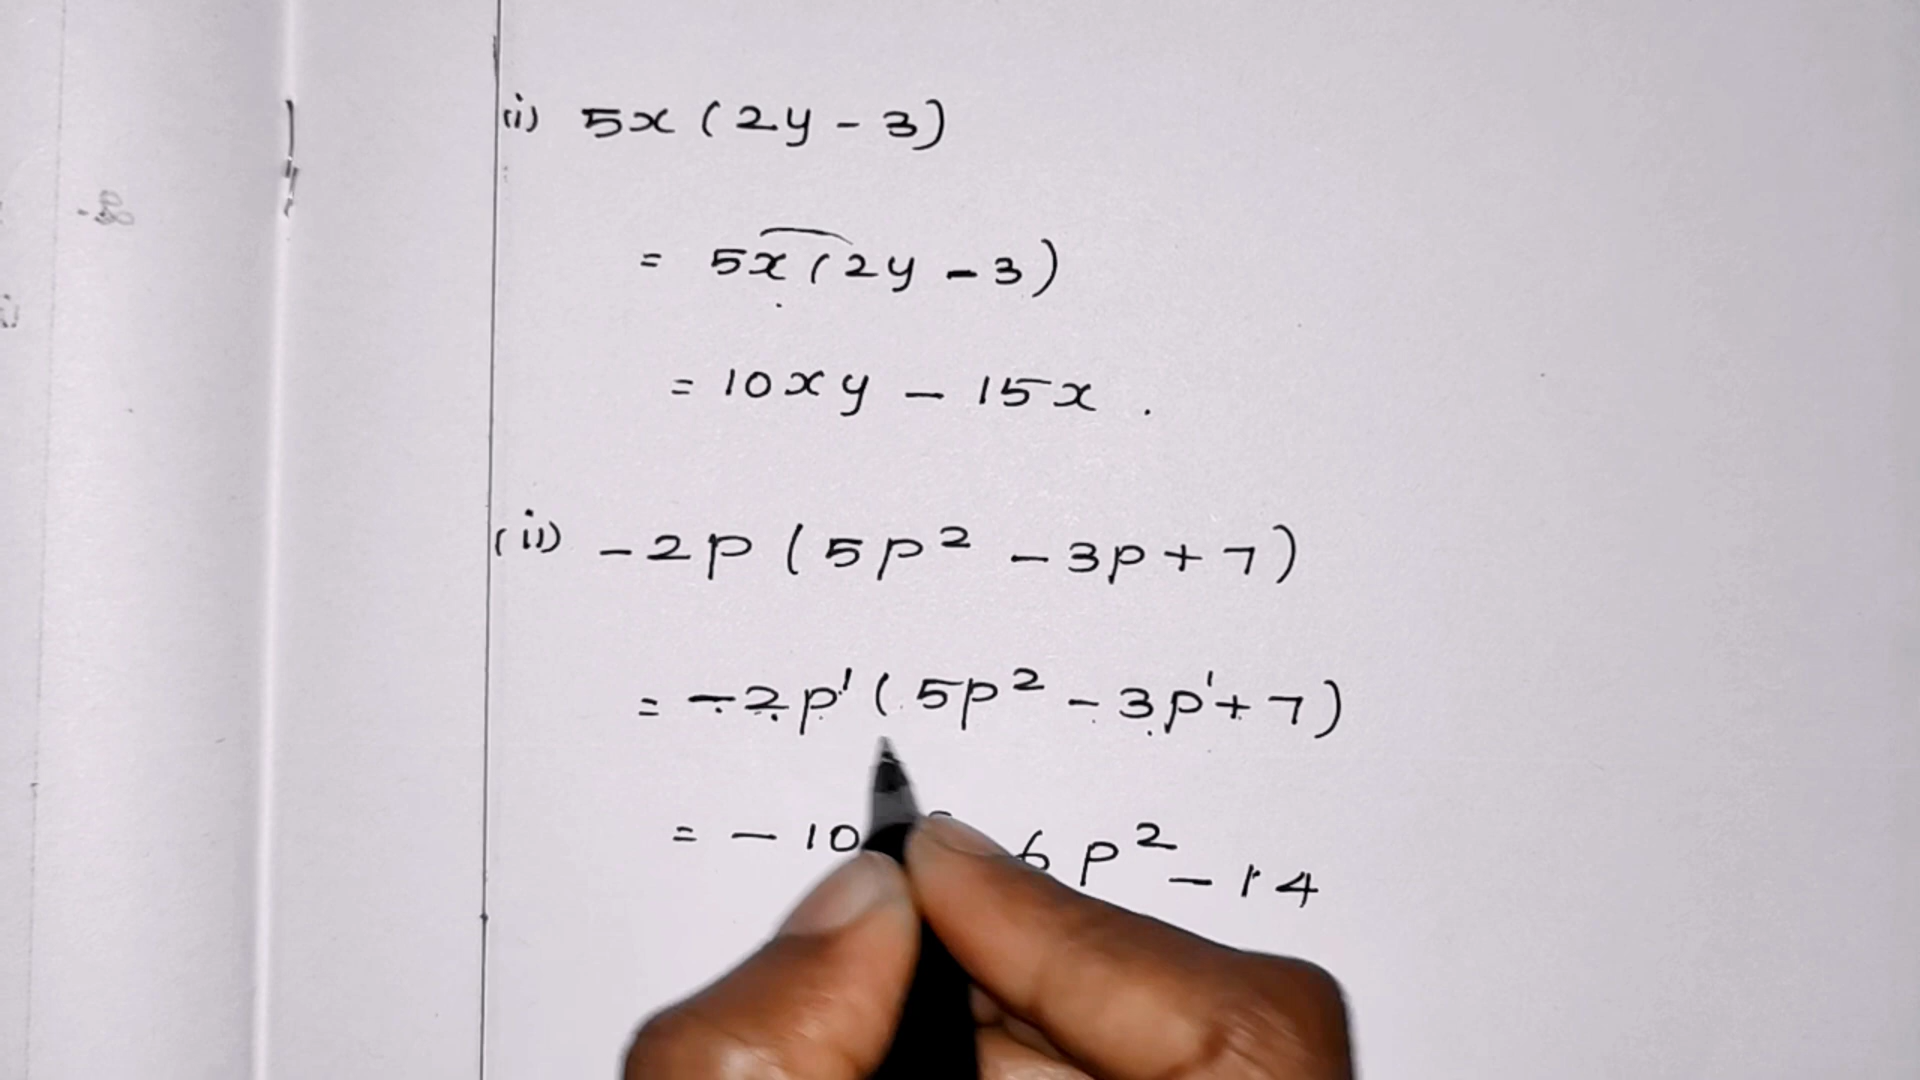 (i) 5x (2y - 3)
= 5x (2y - 3)
= 10xy - 15x .
(ii) -2p (5p² - 3p + 7)
= -2p¹ (5p² - 3p¹ + 7)
= - 10 6p² - 14